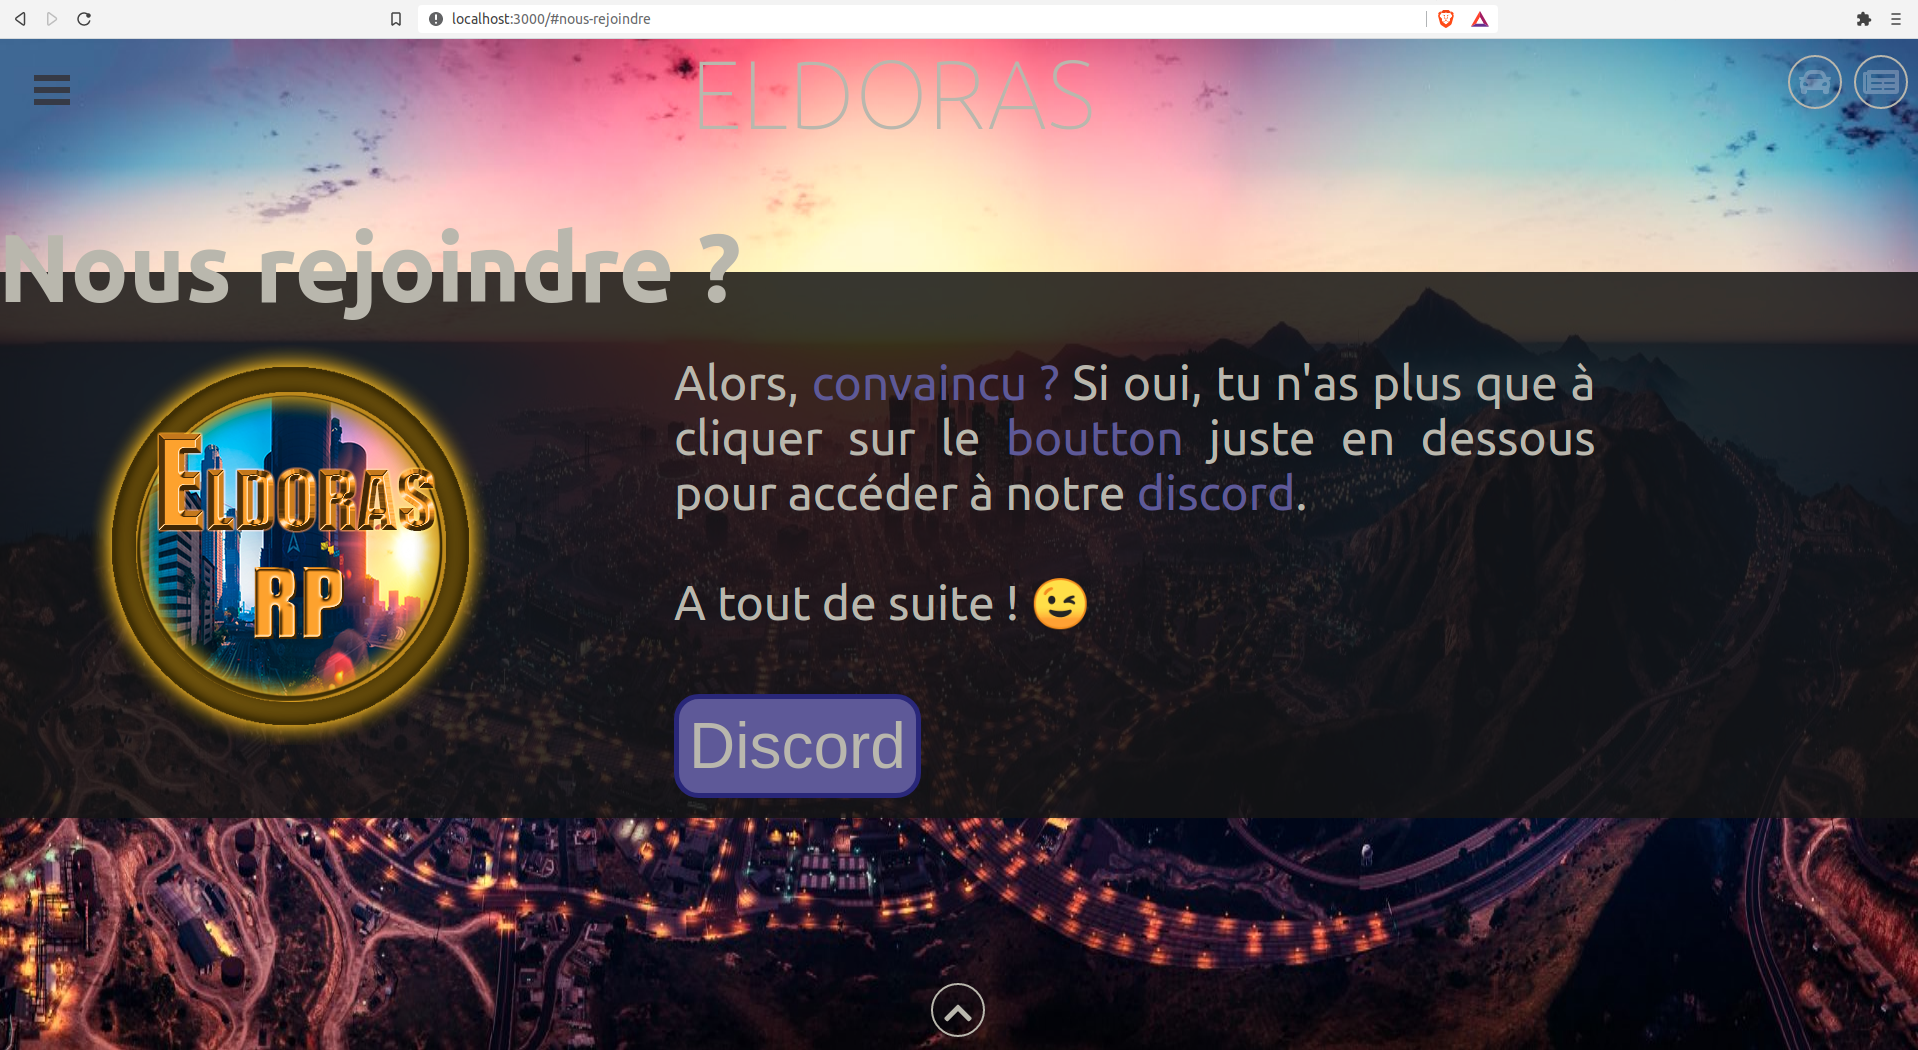 localhost:3000/#nous-rejoindre
ELDORAS
Nous rejoindre ?
ELDORAS
RP
Alors, convaincu ? Si oui, tu n'as plus que à
cliquer sur le boutton juste en dessous
pour accéder à notre discord.
A tout de suite ! 😉
Discord